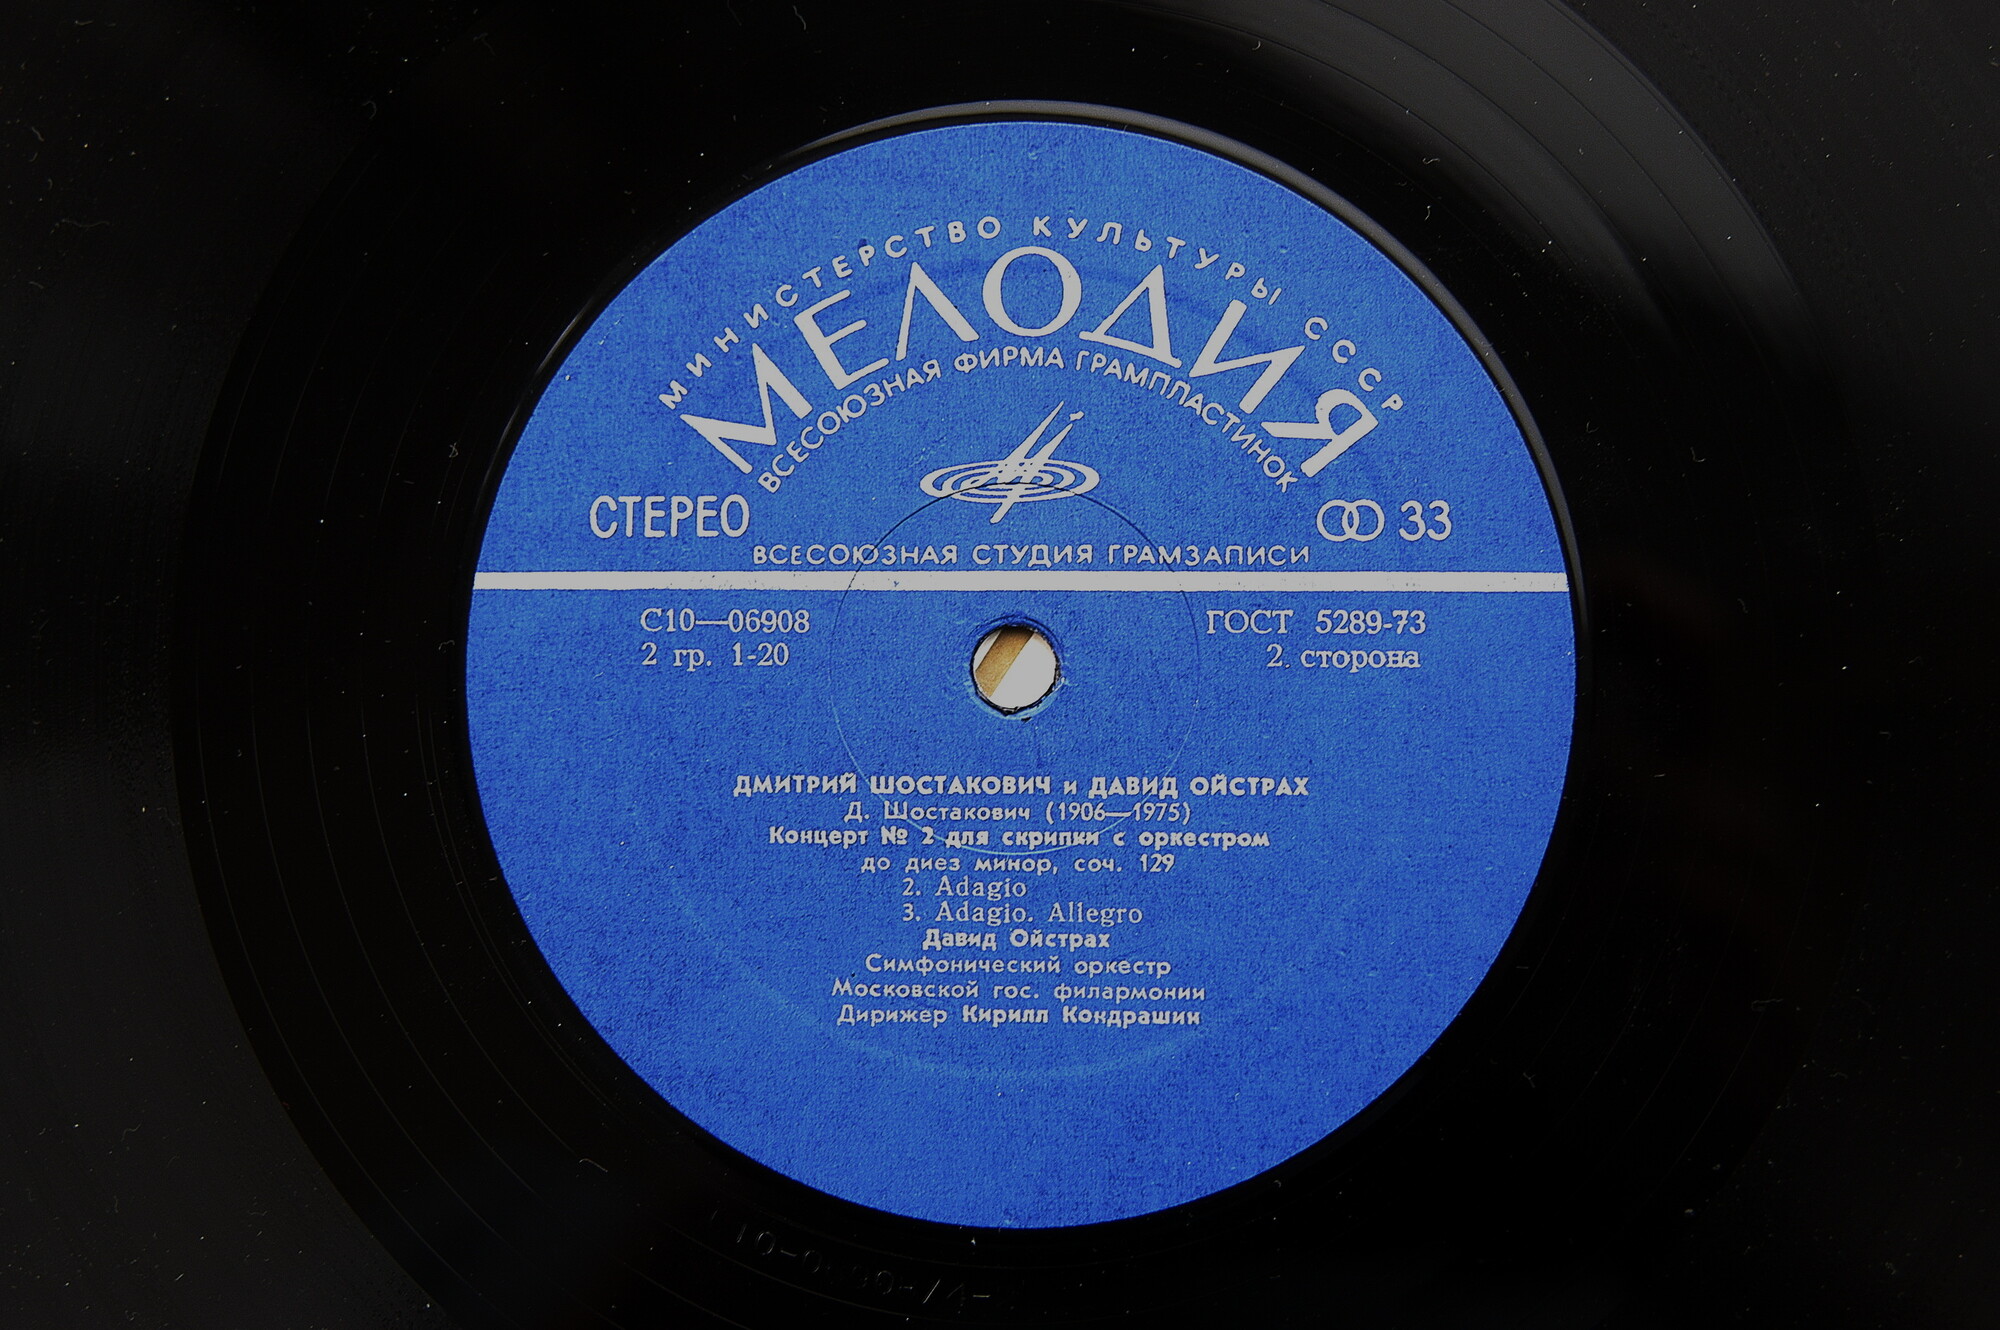 МИНИСТЕРСТВО КУЛЬТУРЫ СССР
МЕЛОДИЯ
ВСЕСОЮЗНАЯ ФИРМА ГРАМПЛАСТИНОК
СТЕРЕО
33
ВСЕСОЮЗНАЯ СТУДИЯ ГРАМЗАПИСИ
С10—06908
ГОСТ 5289-73
2 гр. 1-20
2. сторона
ДМИТРИЙ ШОСТАКОВИЧ и ДАВИД ОЙСТРАХ
Д. Шостакович (1906—1975)
Концерт № 2 для скрипки с оркестром
до диез минор, соч. 129
2. Adagio
3. Adagio. Allegro
Давид Ойстрах
Симфонический оркестр
Московской гос. филармонии
Дирижер Кирилл Кондрашин